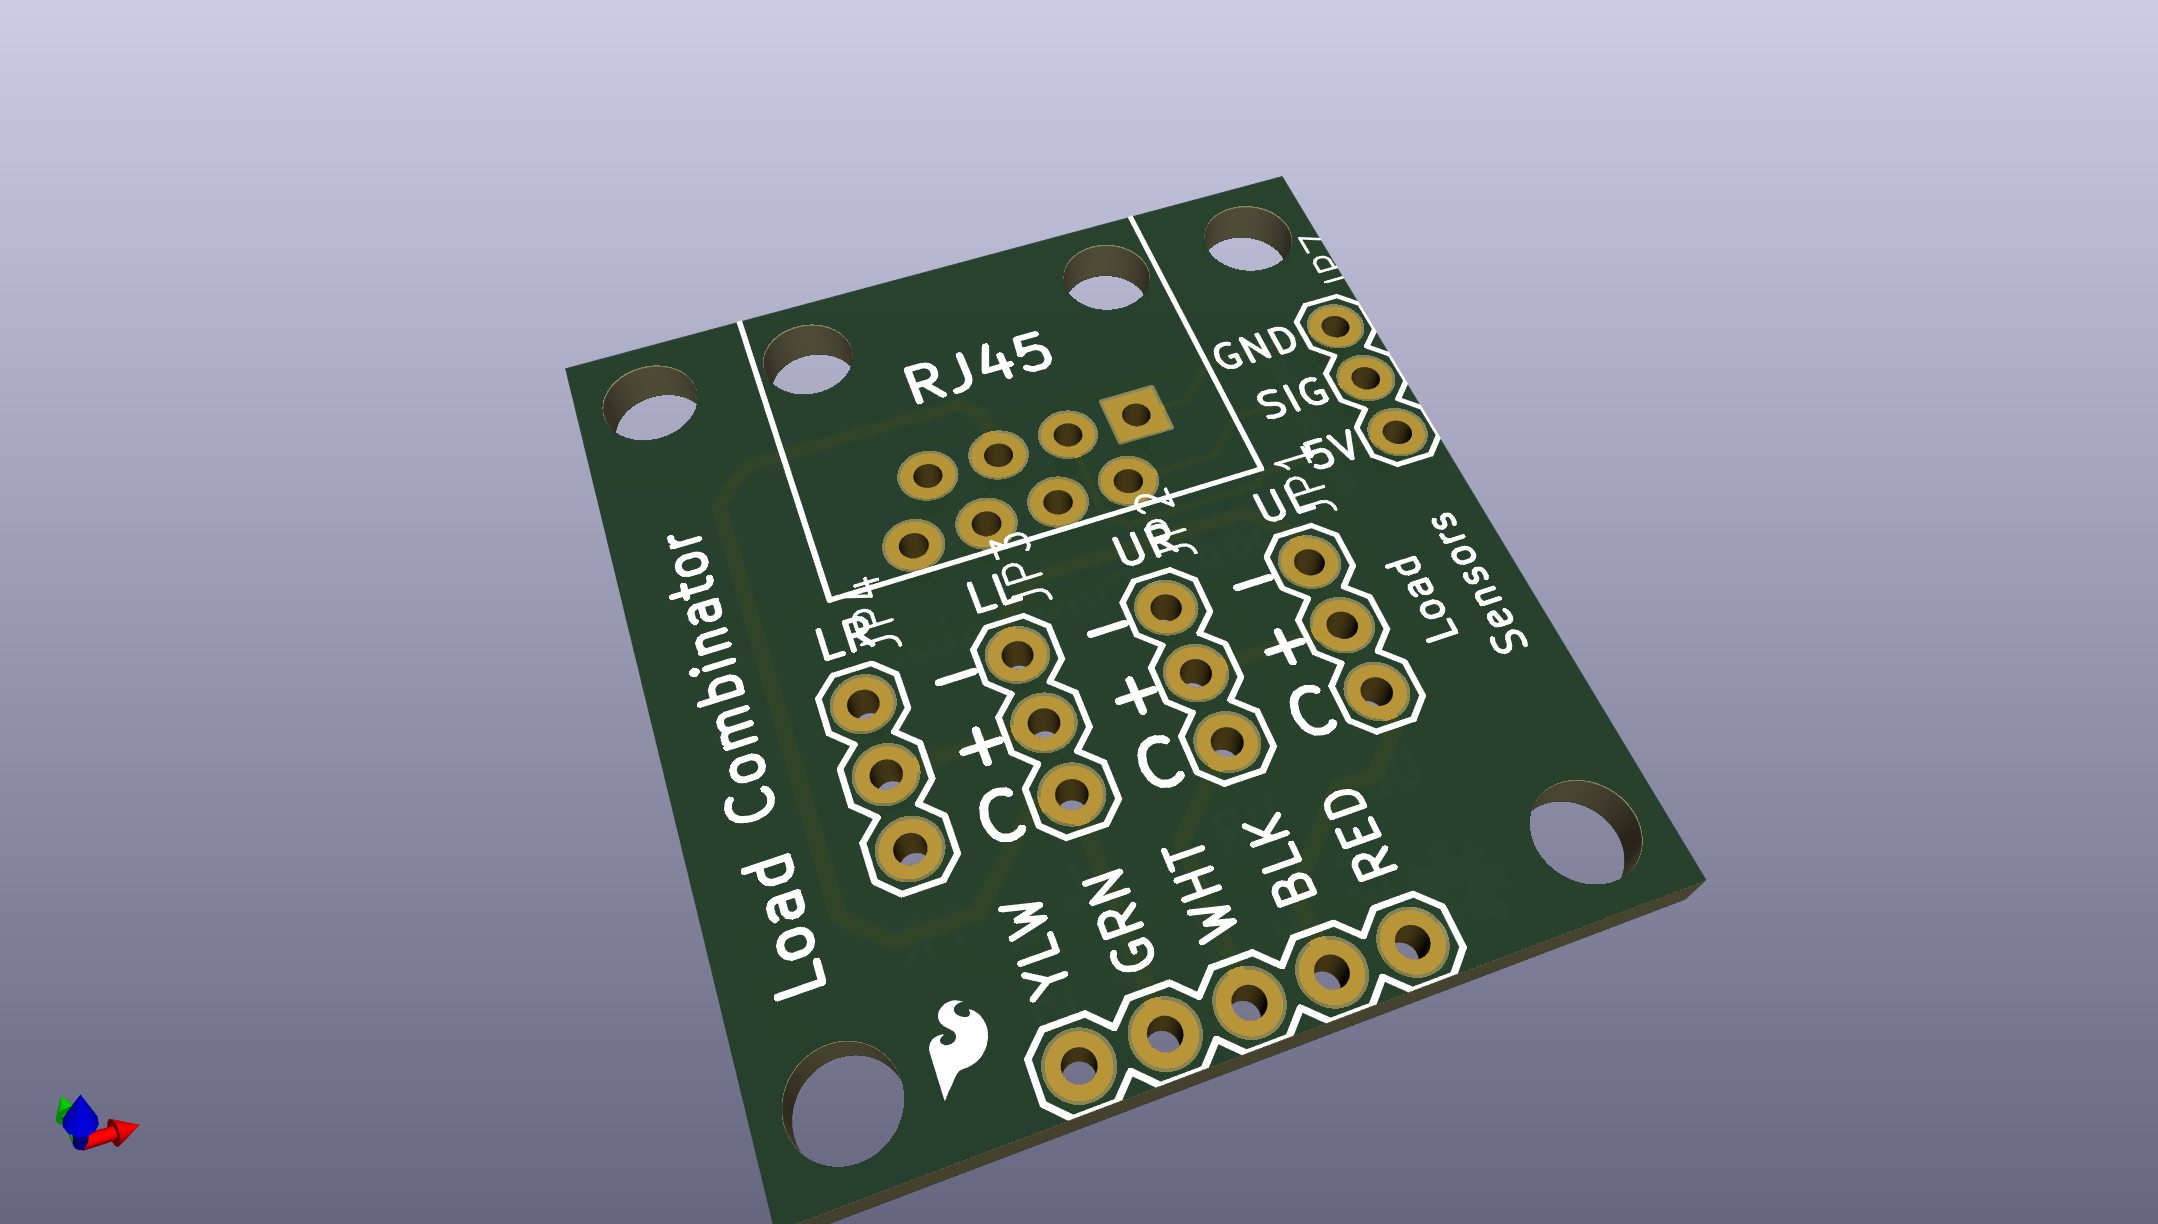 RJ45
JP7
GND
SIG
5V
JP4
LR
JP3
LL
JP2
UR
JP1
UL
-
+
C
-
+
C
-
+
C
Load
Sensors
Load Combinator
YLW
GRN
WHT
BLK
RED